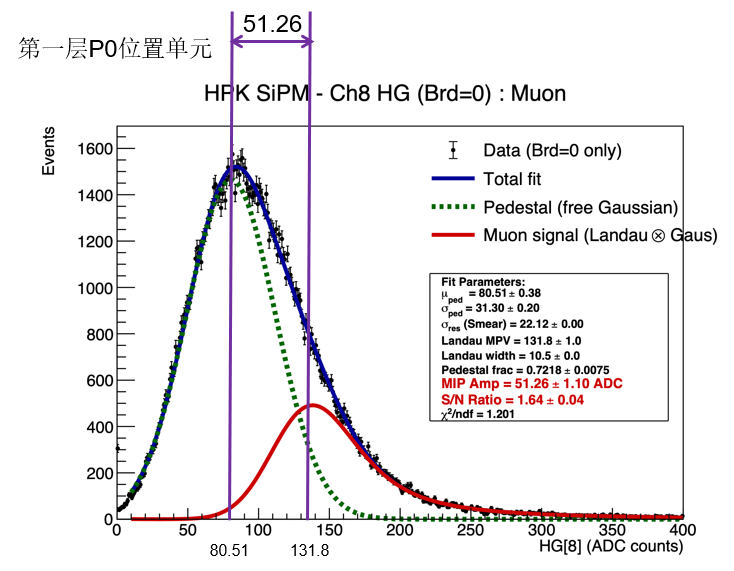 51.26
第一层P0位置单元
HPK SiPM - Ch8 HG (Brd=0) : Muon
Events
1600
1400
1200
1000
800
600
400
200
0
Data (Brd=0 only)
Total fit
Pedestal (free Gaussian)
Muon signal (Landau ⊗ Gaus)
Fit Parameters:
μped = 80.51 ± 0.38
σped = 31.30 ± 0.20
σres (Smear) = 22.12 ± 0.00
Landau MPV = 131.8 ± 1.0
Landau width = 10.5 ± 0.0
Pedestal frac = 0.7218 ± 0.0075
MIP Amp = 51.26 ± 1.10 ADC
S/N Ratio = 1.64 ± 0.04
χ²/ndf = 1.201
0 50 100 150 200 250 300 350 400
80.51 131.8
HG[8] (ADC counts)